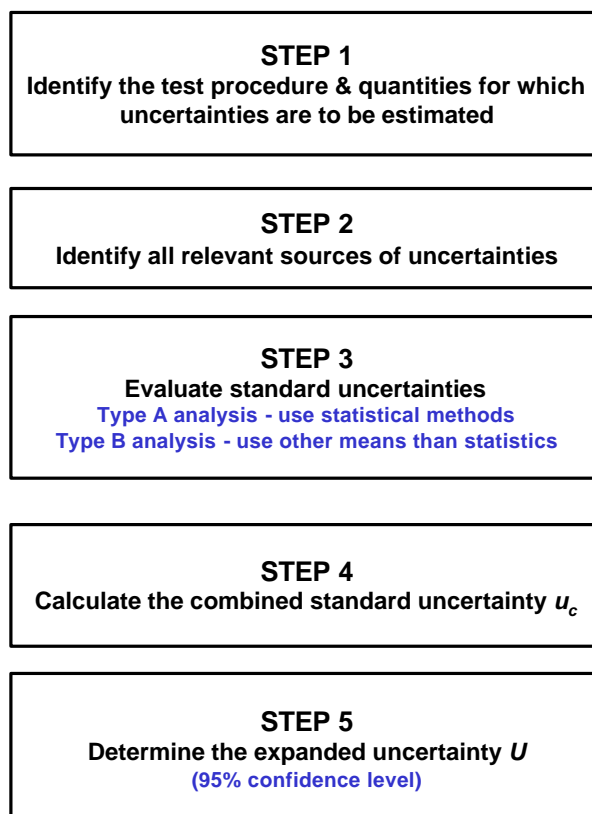 STEP 1
Identify the test procedure & quantities for which
uncertainties are to be estimated
STEP 2
Identify all relevant sources of uncertainties
STEP 3
Evaluate standard uncertainties
Type A analysis - use statistical methods
Type B analysis - use other means than statistics
STEP 4
Calculate the combined standard uncertainty u_c
STEP 5
Determine the expanded uncertainty U
(95% confidence level)